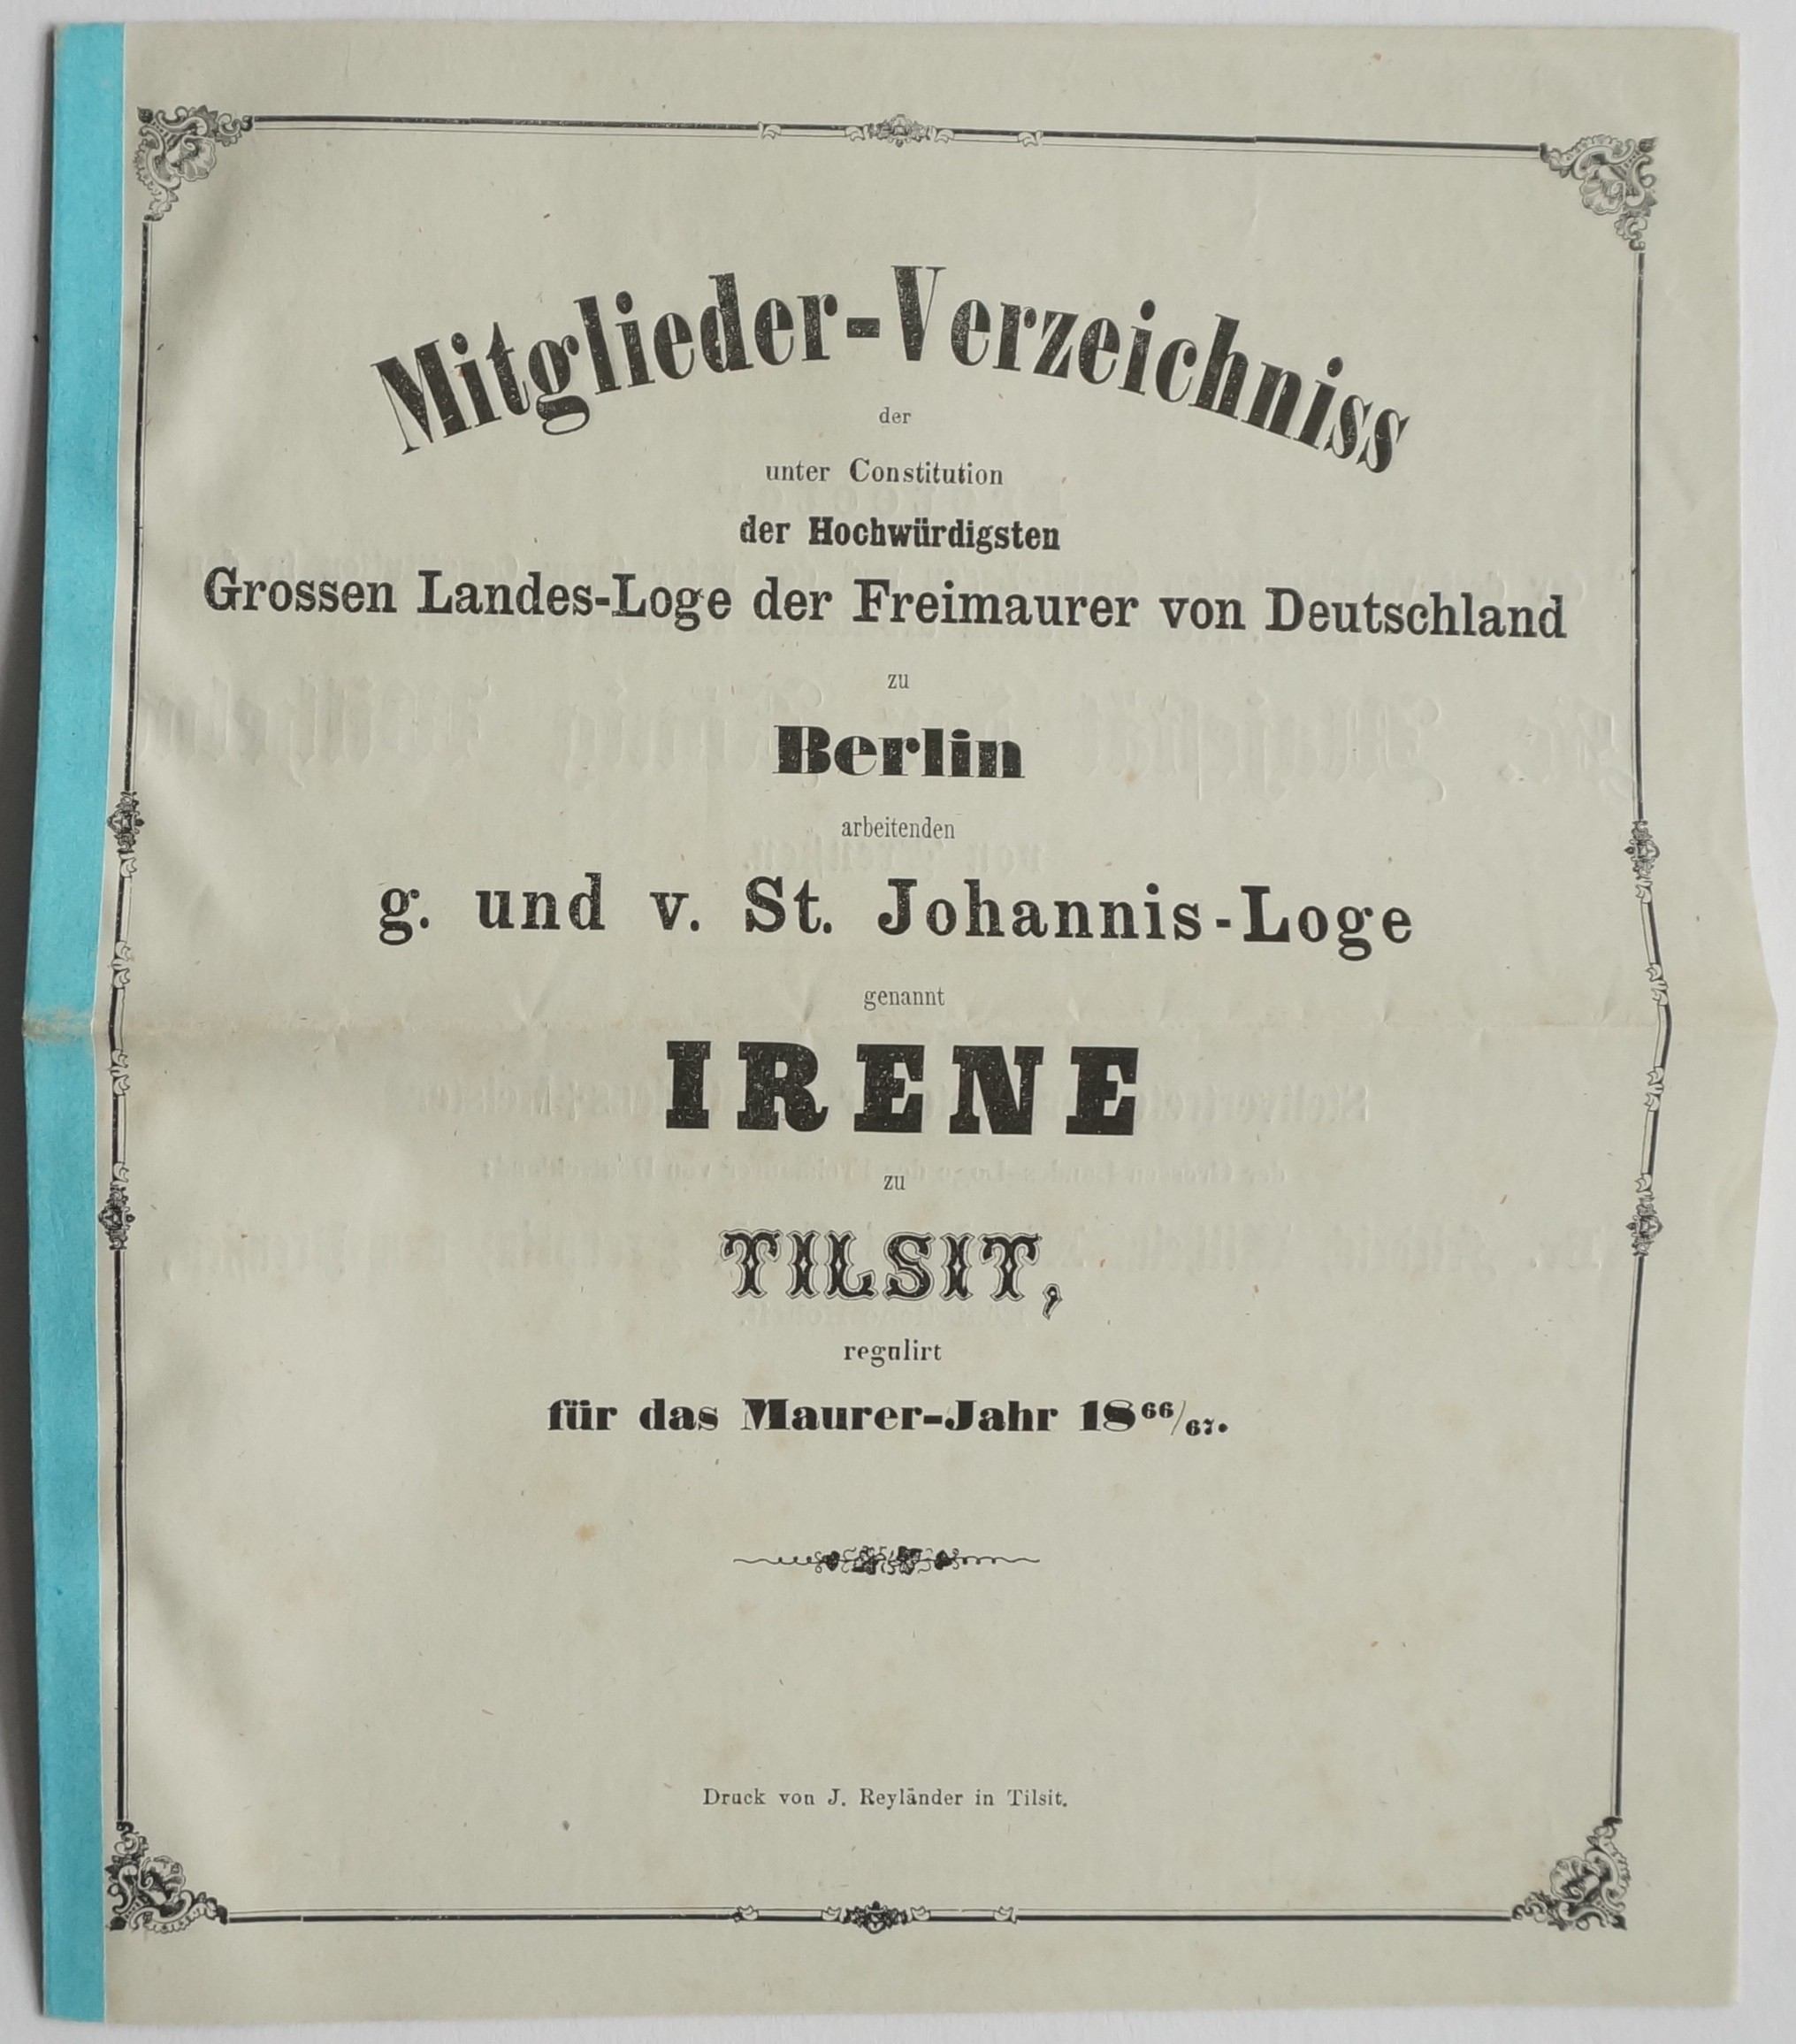 Mitglieder-Verzeichniss
der
unter Constitution
der Hochwürdigsten
Grossen Landes-Loge der Freimaurer von Deutschland
zu
Berlin
arbeitenden
g. und v. St. Johannis-Loge
genannt
IRENE
zu
TILSIT,
regulirt
für das Maurer-Jahr 18⁶⁶/₆₇.
Druck von J. Reyländer in Tilsit.